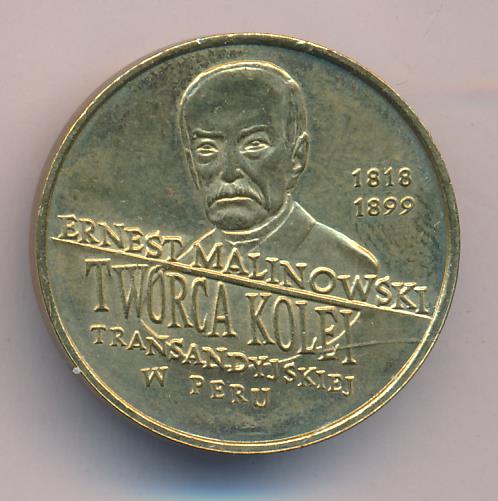 1818
1899
ERNEST MALINOWSKI
TWÓRCA KOLEI
TRANSANDYJSKIEJ
W PERU